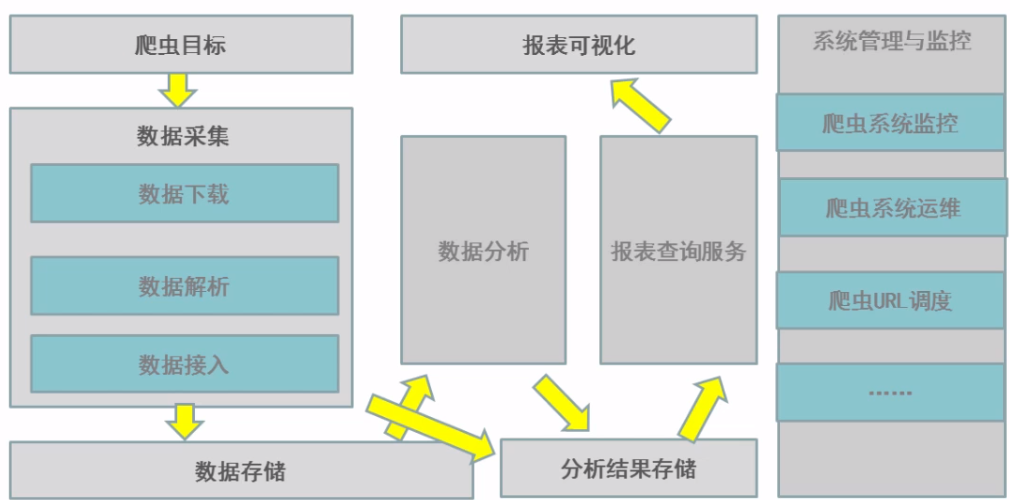 爬虫目标
数据采集
数据下载
数据解析
数据接入
数据存储
报表可视化
数据分析
报表查询服务
分析结果存储
系统管理与监控
爬虫系统监控
爬虫系统运维
爬虫URL调度
……